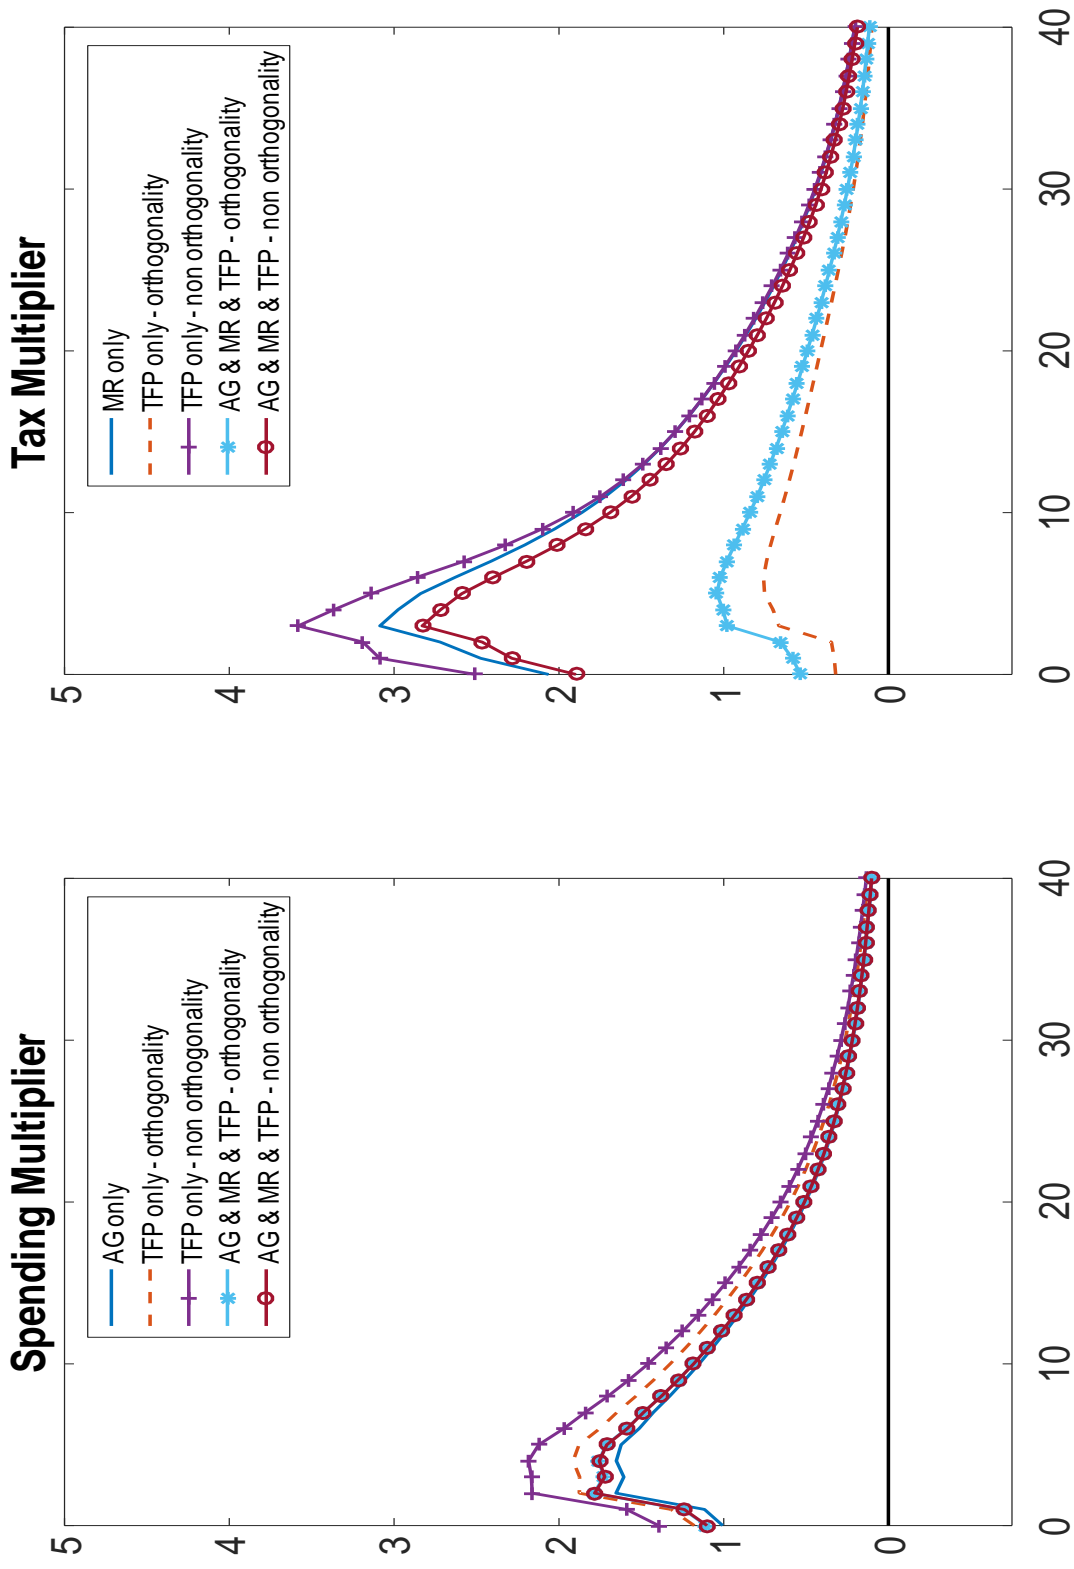 Spending Multiplier
5
4
3
2
1
0
0
10
20
30
40
AG only
TFP only - orthogonality
TFP only - non orthogonality
AG & MR & TFP - orthogonality
AG & MR & TFP - non orthogonality
Tax Multiplier
5
4
3
2
1
0
0
10
20
30
40
MR only
TFP only - orthogonality
TFP only - non orthogonality
AG & MR & TFP - orthogonality
AG & MR & TFP - non orthogonality